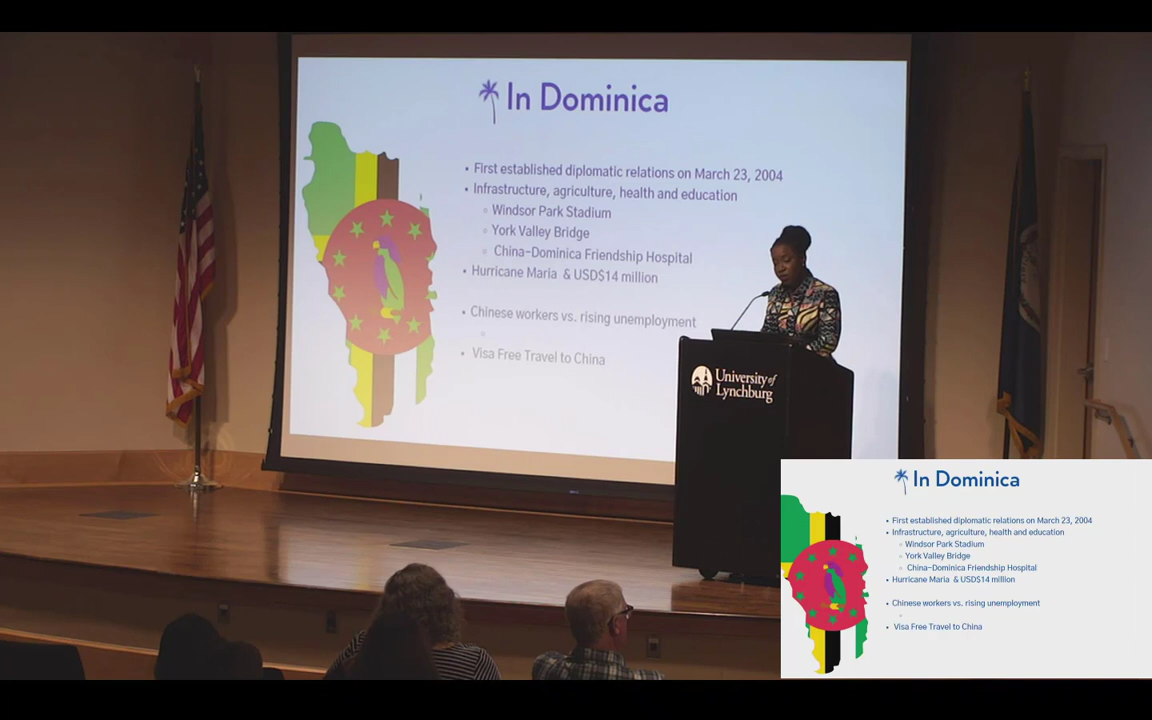 In Dominica
• First established diplomatic relations on March 23, 2004
• Infrastructure, agriculture, health and education
◦ Windsor Park Stadium
◦ York Valley Bridge
◦ China-Dominica Friendship Hospital
• Hurricane Maria & USD$14 million
• Chinese workers vs. rising unemployment
◦
• Visa Free Travel to China
University of
Lynchburg
In Dominica
• First established diplomatic relations on March 23, 2004
• Infrastructure, agriculture, health and education
◦ Windsor Park Stadium
◦ York Valley Bridge
◦ China-Dominica Friendship Hospital
• Hurricane Maria & USD$14 million
• Chinese workers vs. rising unemployment
◦
• Visa Free Travel to China